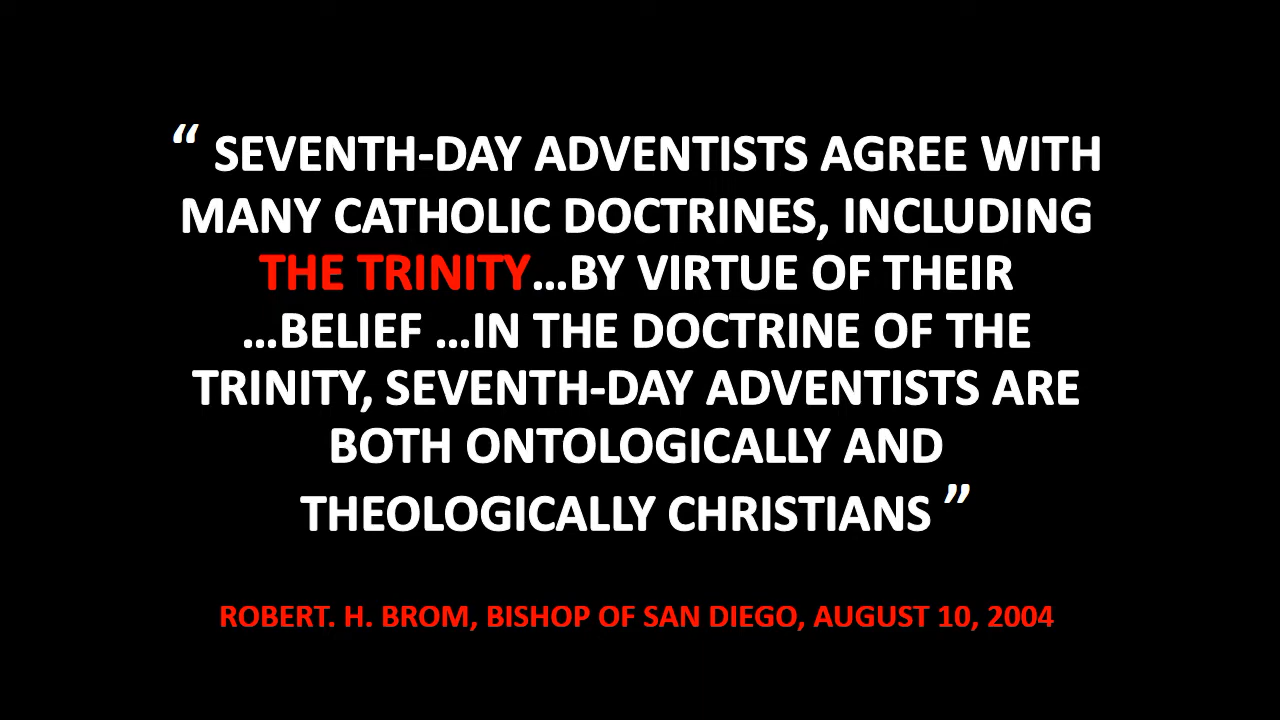 “ SEVENTH-DAY ADVENTISTS AGREE WITH
MANY CATHOLIC DOCTRINES, INCLUDING
THE TRINITY...BY VIRTUE OF THEIR
...BELIEF ...IN THE DOCTRINE OF THE
TRINITY, SEVENTH-DAY ADVENTISTS ARE
BOTH ONTOLOGICALLY AND
THEOLOGICALLY CHRISTIANS ”
ROBERT. H. BROM, BISHOP OF SAN DIEGO, AUGUST 10, 2004